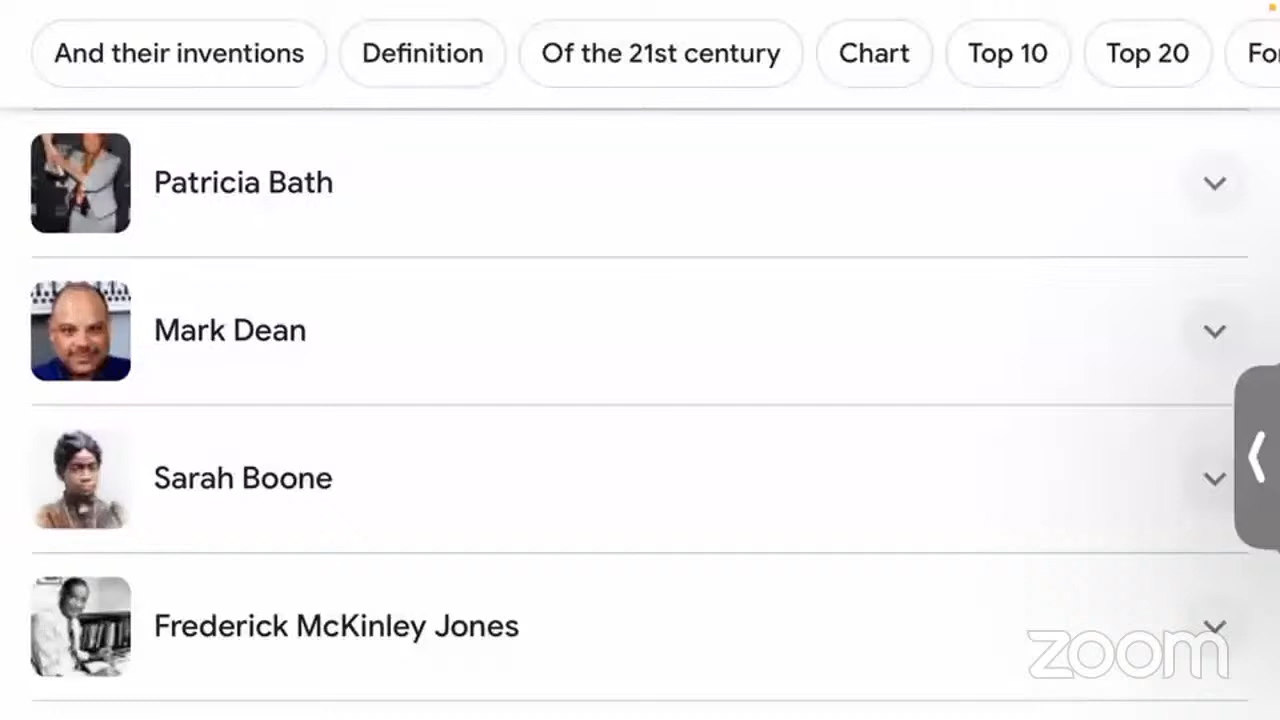 And their inventions Definition Of the 21st century Chart Top 10 Top 20
Patricia Bath
Mark Dean
Sarah Boone
Frederick McKinley Jones
zoom